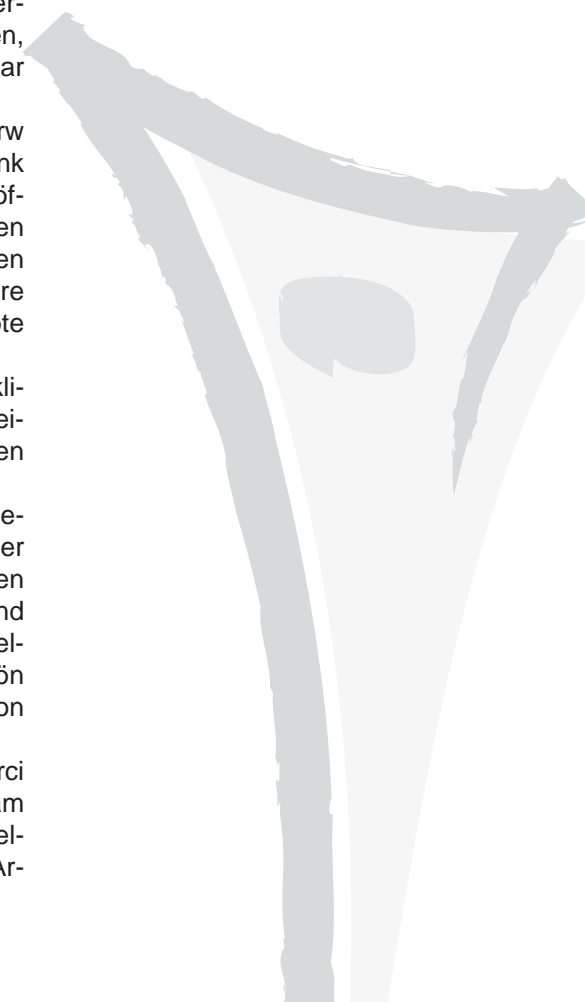 er-
en,
ar
rw
nk
öf-
en
en
re
ote
kli-
ei-
en
e-
er
en
nd
el-
ön
on
rci
am
el-
Ar-